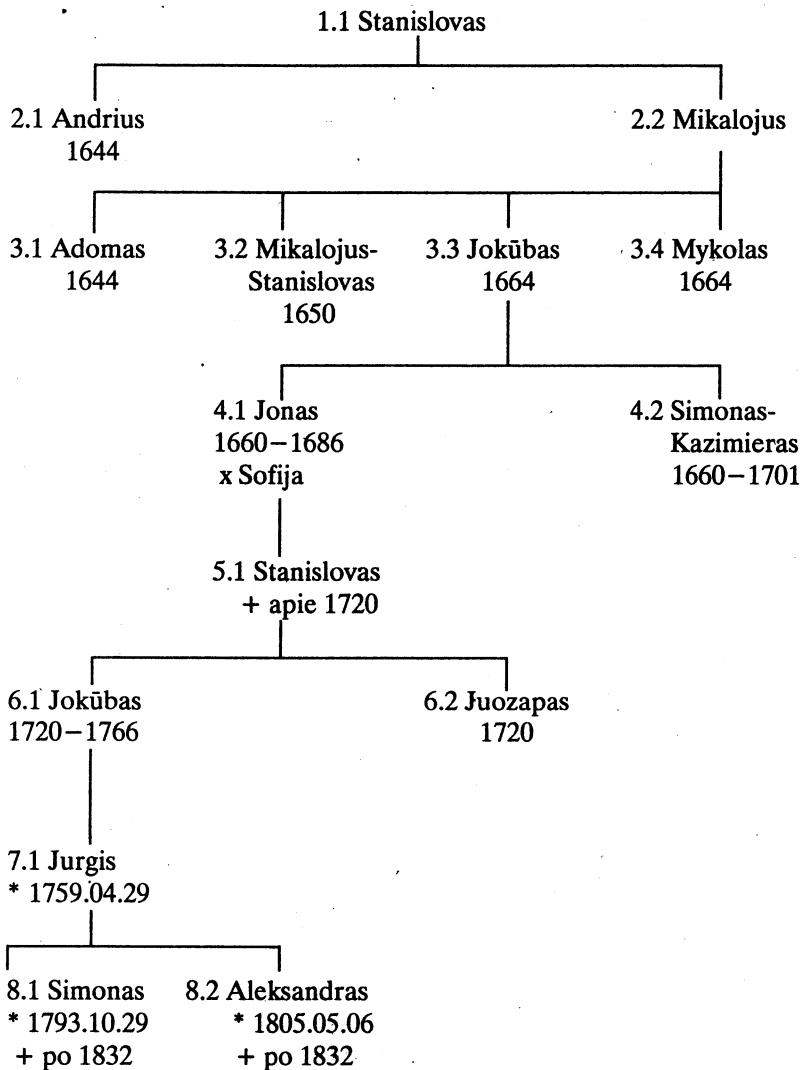 1.1 Stanislovas
2.1 Andrius
1644
2.2 Mikalojus
3.1 Adomas
1644
3.2 Mikalojus-
Stanislovas
1650
3.3 Jokūbas
1664
3.4 Mykolas
1664
4.1 Jonas
1660–1686
x Sofija
4.2 Simonas-
Kazimieras
1660–1701
5.1 Stanislovas
+ apie 1720
6.1 Jokūbas
1720–1766
6.2 Juozapas
1720
7.1 Jurgis
* 1759.04.29
8.1 Simonas
* 1793.10.29
+ po 1832
8.2 Aleksandras
* 1805.05.06
+ po 1832